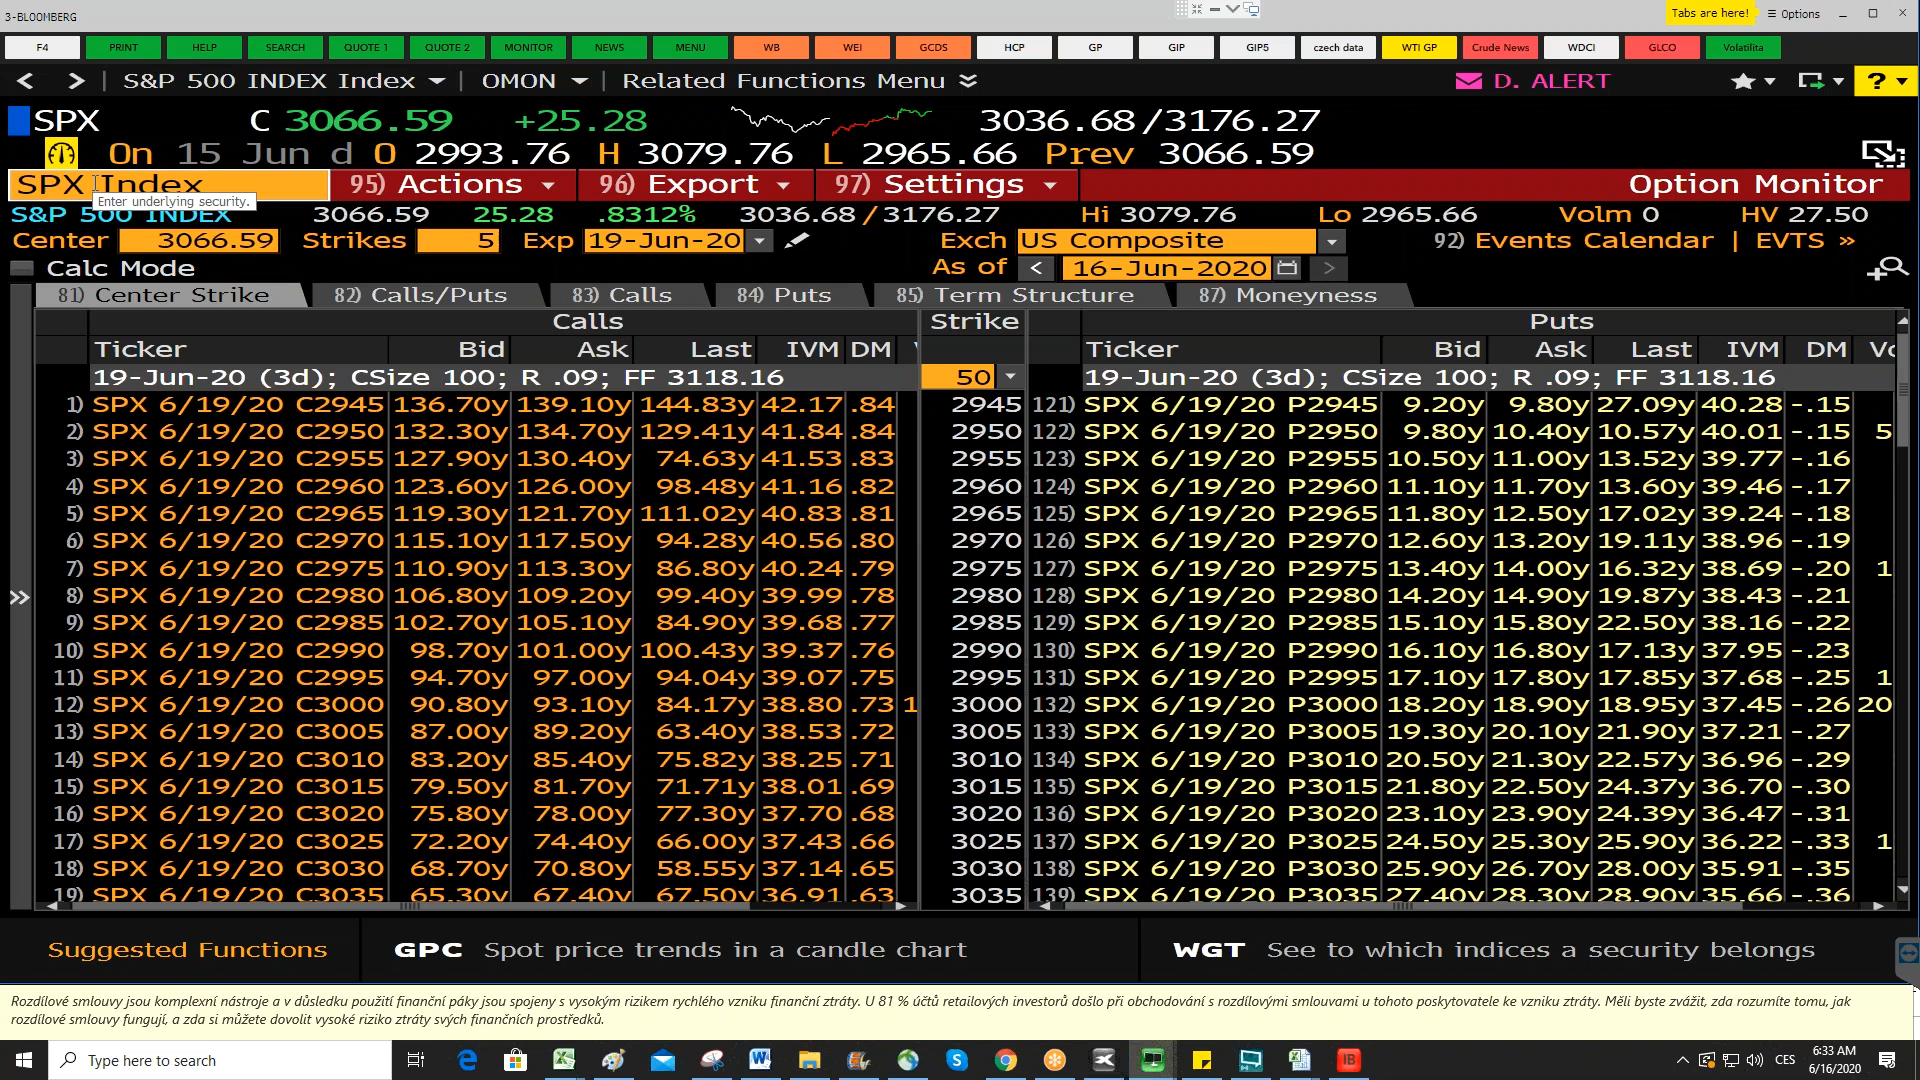 3-BLOOMBERG
Tabs are here! Options
F4 PRINT HELP SEARCH QUOTE 1 QUOTE 2 MONITOR NEWS MENU WB WEI GCDS HCP GP GIP GIP5 czech data WTI GP Crude News WDCI GLCO Volatilita
S&P 500 INDEX Index OMON Related Functions Menu D. ALERT ?
SPX C 3066.59 +25.28 3036.68/3176.27
On 15 Jun d O 2993.76 H 3079.76 L 2965.66 Prev 3066.59
SPX Index 95) Actions 96) Export 97) Settings Option Monitor
Enter underlying security.
S&P 500 INDEX 3066.59 25.28 .8312% 3036.68 / 3176.27 Hi 3079.76 Lo 2965.66 Volm 0 HV 27.50
Center 3066.59 Strikes 5 Exp 19-Jun-20 Exch US Composite 92) Events Calendar | EVTS »
Calc Mode As of < 16-Jun-2020 >
81) Center Strike 82) Calls/Puts 83) Calls 84) Puts 85) Term Structure 87) Moneyness
Calls Strike Puts
Ticker Bid Ask Last IVM DM Ticker Bid Ask Last IVM DM Vo
19-Jun-20 (3d); CSize 100; R .09; FF 3118.16 50 19-Jun-20 (3d); CSize 100; R .09; FF 3118.16
1) SPX 6/19/20 C2945 136.70y 139.10y 144.83y 42.17 .84 2945 121) SPX 6/19/20 P2945 9.20y 9.80y 27.09y 40.28 -.15
2) SPX 6/19/20 C2950 132.30y 134.70y 129.41y 41.84 .84 2950 122) SPX 6/19/20 P2950 9.80y 10.40y 10.57y 40.01 -.15 5
3) SPX 6/19/20 C2955 127.90y 130.40y 74.63y 41.53 .83 2955 123) SPX 6/19/20 P2955 10.50y 11.00y 13.52y 39.77 -.16
4) SPX 6/19/20 C2960 123.60y 126.00y 98.48y 41.16 .82 2960 124) SPX 6/19/20 P2960 11.10y 11.70y 13.60y 39.46 -.17
5) SPX 6/19/20 C2965 119.30y 121.70y 111.02y 40.83 .81 2965 125) SPX 6/19/20 P2965 11.80y 12.50y 17.02y 39.24 -.18
6) SPX 6/19/20 C2970 115.10y 117.50y 94.28y 40.56 .80 2970 126) SPX 6/19/20 P2970 12.60y 13.20y 19.11y 38.96 -.19
7) SPX 6/19/20 C2975 110.90y 113.30y 86.80y 40.24 .79 2975 127) SPX 6/19/20 P2975 13.40y 14.00y 16.32y 38.69 -.20 1
8) SPX 6/19/20 C2980 106.80y 109.20y 99.40y 39.99 .78 2980 128) SPX 6/19/20 P2980 14.20y 14.90y 19.87y 38.43 -.21
9) SPX 6/19/20 C2985 102.70y 105.10y 84.90y 39.68 .77 2985 129) SPX 6/19/20 P2985 15.10y 15.80y 22.50y 38.16 -.22
10) SPX 6/19/20 C2990 98.70y 101.00y 100.43y 39.37 .76 2990 130) SPX 6/19/20 P2990 16.10y 16.80y 17.13y 37.95 -.23
11) SPX 6/19/20 C2995 94.70y 97.00y 94.04y 39.07 .75 2995 131) SPX 6/19/20 P2995 17.10y 17.80y 17.85y 37.68 -.25 1
12) SPX 6/19/20 C3000 90.80y 93.10y 84.17y 38.80 .73 1 3000 132) SPX 6/19/20 P3000 18.20y 18.90y 18.95y 37.45 -.26 20
13) SPX 6/19/20 C3005 87.00y 89.20y 63.40y 38.53 .72 3005 133) SPX 6/19/20 P3005 19.30y 20.10y 21.90y 37.21 -.27
14) SPX 6/19/20 C3010 83.20y 85.40y 75.82y 38.25 .71 3010 134) SPX 6/19/20 P3010 20.50y 21.30y 22.57y 36.96 -.29
15) SPX 6/19/20 C3015 79.50y 81.70y 71.71y 38.01 .69 3015 135) SPX 6/19/20 P3015 21.80y 22.50y 24.37y 36.70 -.30
16) SPX 6/19/20 C3020 75.80y 78.00y 77.30y 37.70 .68 3020 136) SPX 6/19/20 P3020 23.10y 23.90y 24.39y 36.47 -.31
17) SPX 6/19/20 C3025 72.20y 74.40y 66.00y 37.43 .66 3025 137) SPX 6/19/20 P3025 24.50y 25.30y 25.90y 36.22 -.33 1
18) SPX 6/19/20 C3030 68.70y 70.80y 58.55y 37.14 .65 3030 138) SPX 6/19/20 P3030 25.90y 26.70y 28.00y 35.91 -.35
19) SPX 6/19/20 C3035 65.30y 67.40y 67.50y 36.91 .63 3035 139) SPX 6/19/20 P3035 27.40y 28.30y 28.90y 35.66 -.36
Suggested Functions GPC Spot price trends in a candle chart WGT See to which indices a security belongs
Rozdílové smlouvy jsou komplexní nástroje a v důsledku použití finanční páky jsou spojeny s vysokým rizikem rychlého vzniku finanční ztráty. U 81 % účtů retailových investorů došlo při obchodování s rozdílovými smlouvami u tohoto poskytovatele ke vzniku ztráty. Měli byste zvážit, zda rozumíte tomu, jak
rozdílové smlouvy fungují, a zda si můžete dovolit vysoké riziko ztráty svých finančních prostředků.
Type here to search CES 6:33 AM
6/16/2020